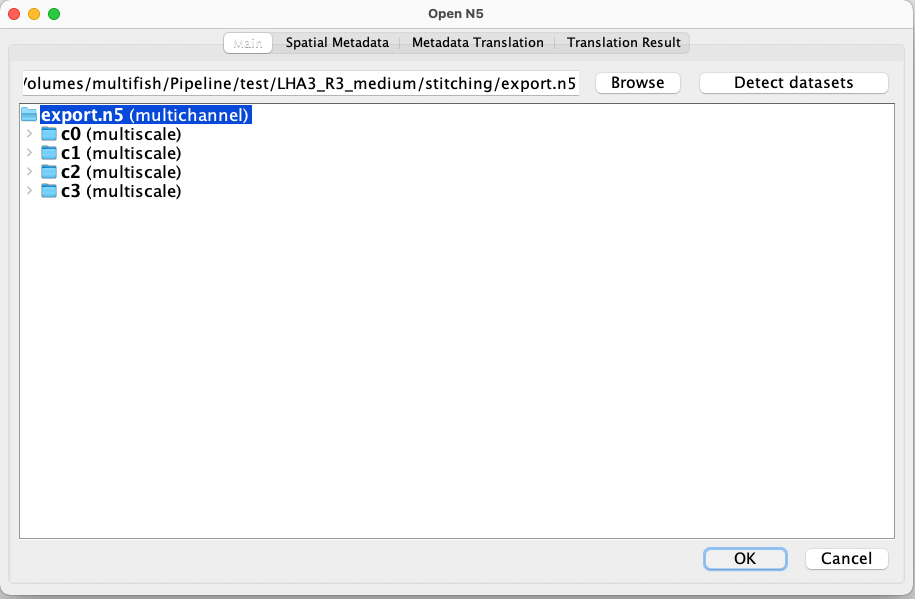 Open N5
Main Spatial Metadata Metadata Translation Translation Result
/olumes/multifish/Pipeline/test/LHA3_R3_medium/stitching/export.n5 Browse Detect datasets
export.n5 (multichannel)
c0 (multiscale)
c1 (multiscale)
c2 (multiscale)
c3 (multiscale)
OK Cancel